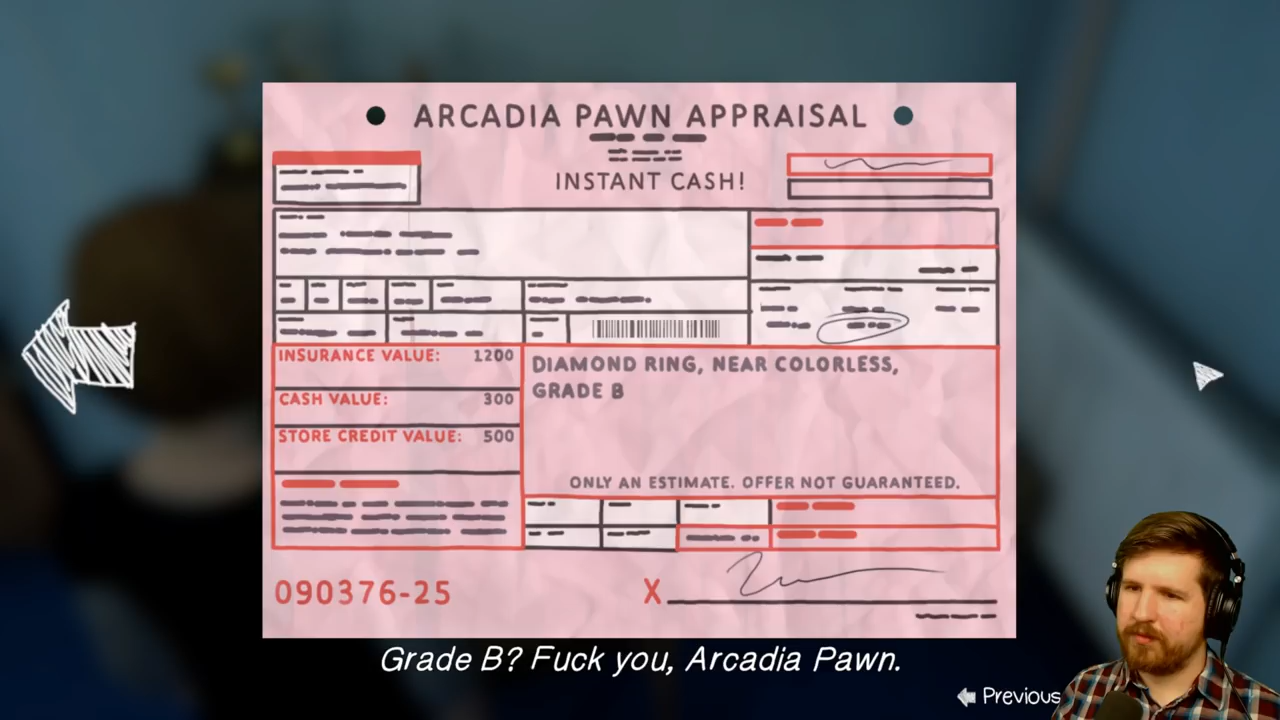 ARCADIA PAWN APPRAISAL
INSTANT CASH!
INSURANCE VALUE: 1200
CASH VALUE: 300
STORE CREDIT VALUE: 500
DIAMOND RING, NEAR COLORLESS,
GRADE B
ONLY AN ESTIMATE. OFFER NOT GUARANTEED.
090376-25
X
Grade B? Fuck you, Arcadia Pawn.
Previous